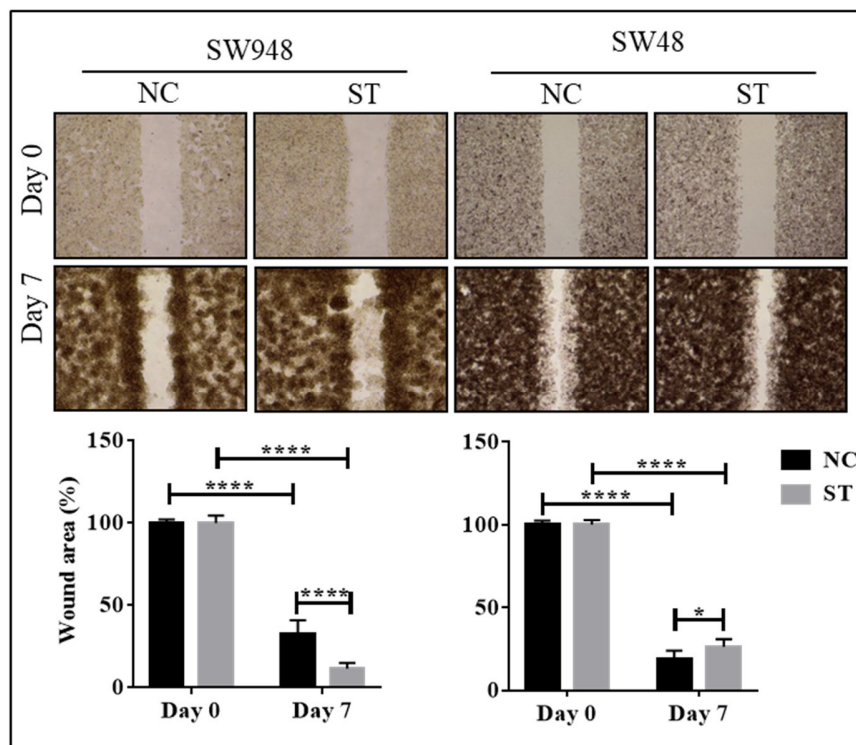 SW948
SW48
NC
ST
NC
ST
Day 0
Day 7
150
100
50
0
Wound area (%)
****
****
****
Day 0
Day 7
150
100
50
0
****
****
*
Day 0
Day 7
NC
ST